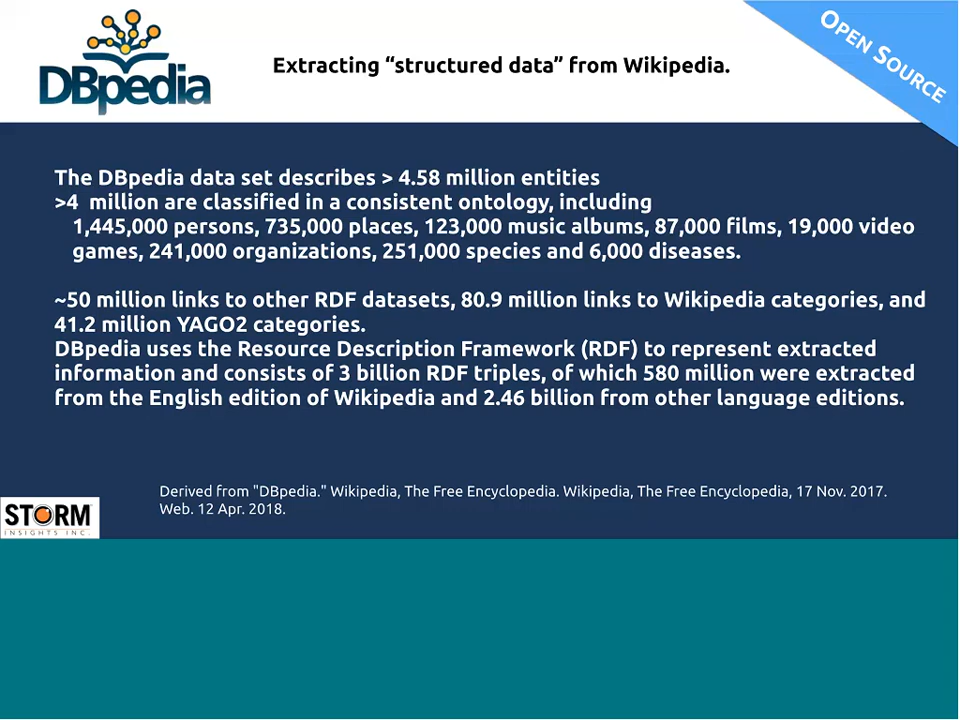 DBpedia
Extracting “structured data” from Wikipedia.
OPEN SOURCE
The DBpedia data set describes > 4.58 million entities
>4  million are classified in a consistent ontology, including
1,445,000 persons, 735,000 places, 123,000 music albums, 87,000 films, 19,000 video
games, 241,000 organizations, 251,000 species and 6,000 diseases.
~50 million links to other RDF datasets, 80.9 million links to Wikipedia categories, and
41.2 million YAGO2 categories.
DBpedia uses the Resource Description Framework (RDF) to represent extracted
information and consists of 3 billion RDF triples, of which 580 million were extracted
from the English edition of Wikipedia and 2.46 billion from other language editions.
Derived from "DBpedia." Wikipedia, The Free Encyclopedia. Wikipedia, The Free Encyclopedia, 17 Nov. 2017.
Web. 12 Apr. 2018.
STORM
INSIGHTS INC.